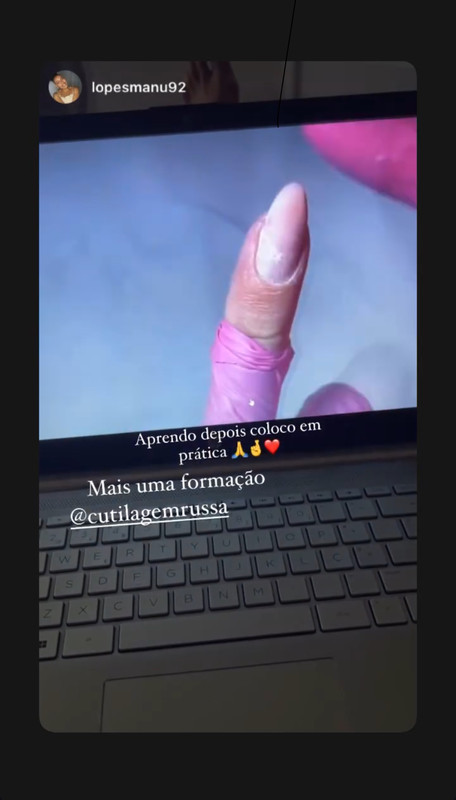 lopesmanu92
Aprendo depois coloco em
prática 🙏🤞❤️
Mais uma formação
@cutilagemrussa
W E R T Y U I O P
S D F G H J K L Ç
Z X C V B N M